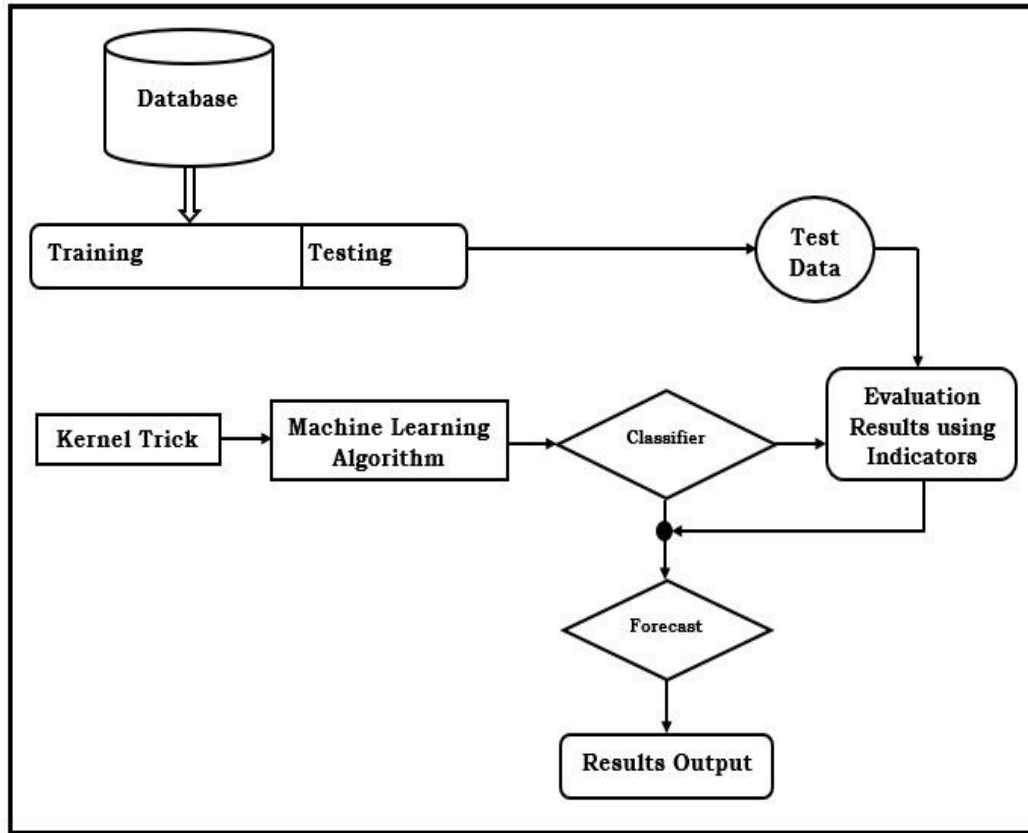 Database
Training
Testing
Test
Data
Kernel Trick
Machine Learning
Algorithm
Classifier
Evaluation
Results using
Indicators
Forecast
Results Output